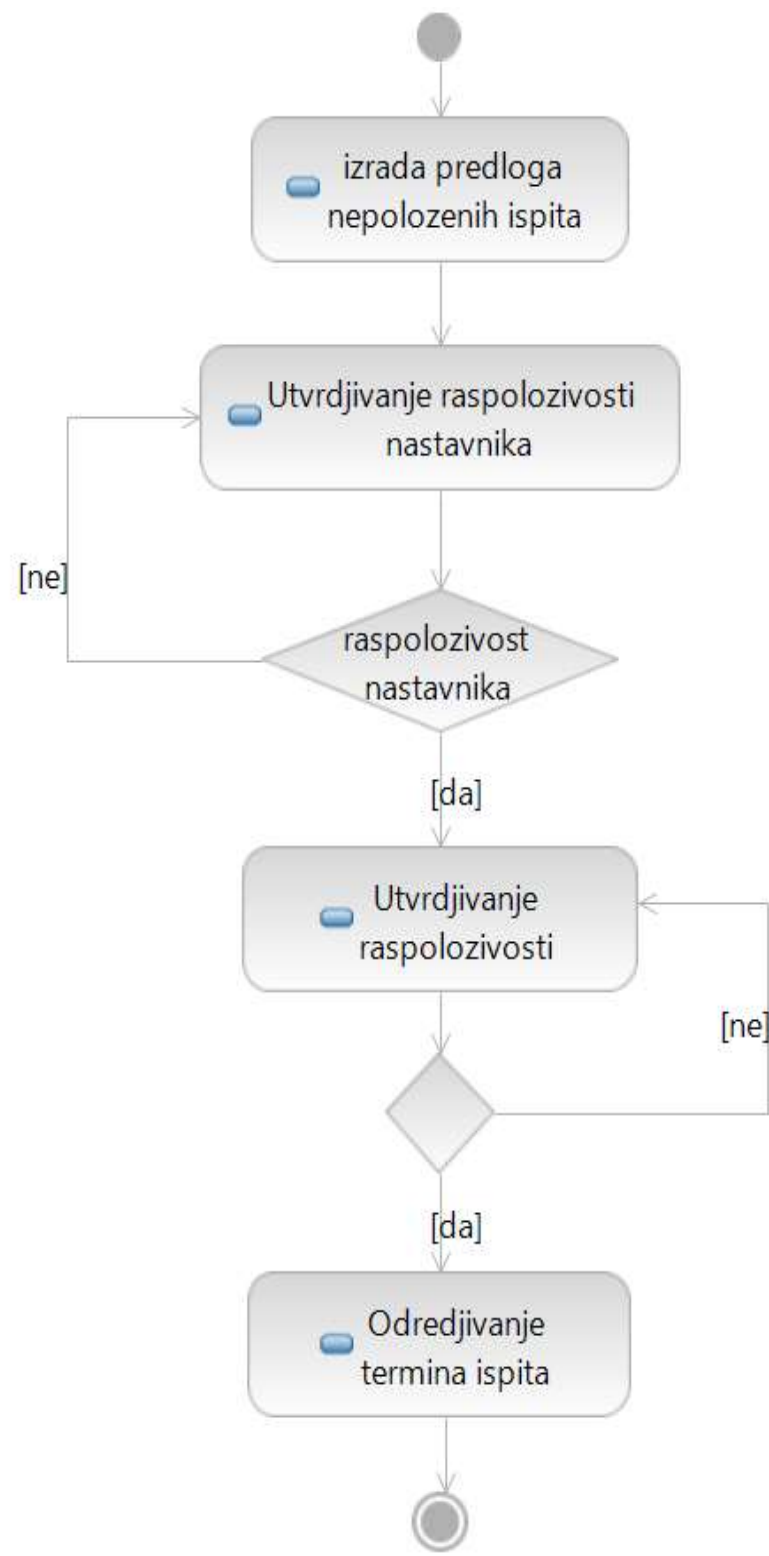 izrada predloga
nepolozenih ispita
Utvrdjivanje raspolozivosti
nastavnika
[ne]
raspolozivost
nastavnika
[da]
Utvrdjivanje
raspolozivosti
[ne]
[da]
Odredjivanje
termina ispita